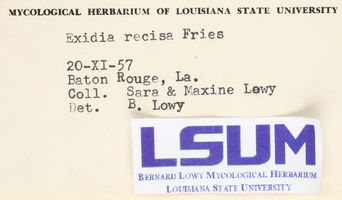 MYCOLOGICAL HERBARIUM OF LOUISIANA STATE UNIVERSITY
Exidia recisa Fries
20-XI-57
Baton Rouge, La.
Coll. Sara & Maxine Lowy
Det. B. Lowy
LSUM
BERNARD LOWY MYCOLOGICAL HERBARIUM
LOUISIANA STATE UNIVERSITY